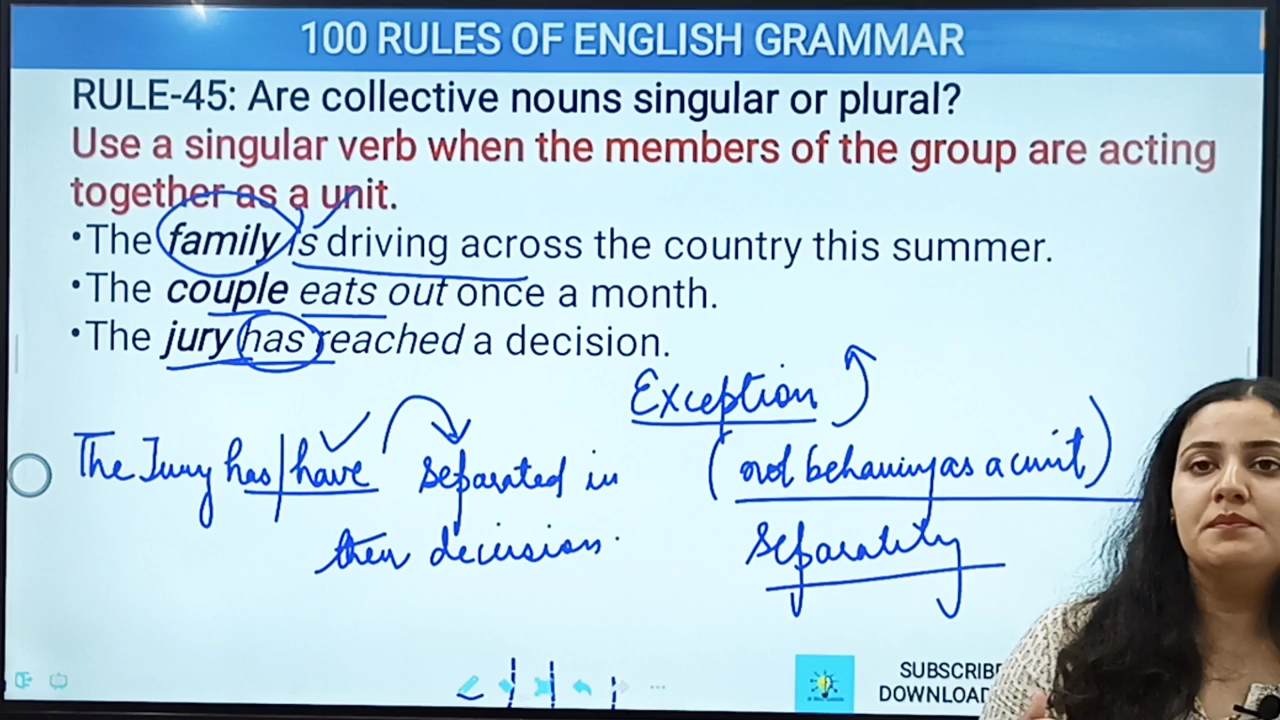 100 RULES OF ENGLISH GRAMMAR
RULE-45: Are collective nouns singular or plural?
Use a singular verb when the members of the group are acting
together as a unit.
•The family is driving across the country this summer.
•The couple eats out once a month.
•The jury has reached a decision.
Exception
The Jury has/have separated in
their decision.
(not behaving as a unit)
Separately
SUBSCRIBE
DOWNLOAD